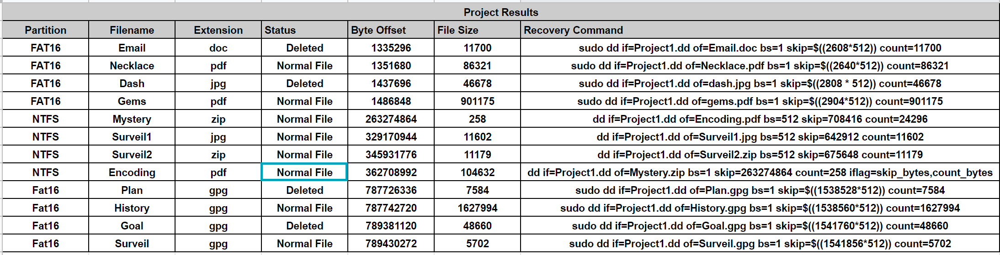 Project Results
Partition Filename Extension Status Byte Offset File Size Recovery Command
FAT16 Email doc Deleted 1335296 11700 sudo dd if=Project1.dd of=Email.doc bs=1 skip=$((2608*512)) count=11700
FAT16 Necklace pdf Normal File 1351680 86321 sudo dd if=Project1.dd of=Necklace.pdf bs=1 skip=$((2640*512)) count=86321
FAT16 Dash jpg Deleted 1437696 46678 sudo dd if=Project1.dd of=dash.jpg bs=1 skip=$((2808 * 512)) count=46678
FAT16 Gems pdf Normal File 1486848 901175 sudo dd if=Project1.dd of=gems.pdf bs=1 skip=$((2904*512)) count=901175
NTFS Mystery zip Normal File 263274864 258 dd if=Project1.dd of=Encoding.pdf bs=512 skip=708416 count=24296
NTFS Surveil1 jpg Normal File 329170944 11602 dd if=Project1.dd of=Surveil1.jpg bs=512 skip=642912 count=11602
NTFS Surveil2 zip Normal File 345931776 11179 dd if=Project1.dd of=Surveil2.zip bs=512 skip=675648 count=11179
NTFS Encoding pdf Normal File 362708992 104632 dd if=Project1.dd of=Mystery.zip bs=1 skip=263274864 count=258 iflag=skip_bytes,count_bytes
Fat16 Plan gpg Deleted 787726336 7584 sudo dd if=Project1.dd of=Plan.gpg bs=1 skip=$((1538528*512)) count=7584
Fat16 History gpg Normal File 787742720 1627994 sudo dd if=Project1.dd of=History.gpg bs=1 skip=$((1538560*512)) count=1627994
Fat16 Goal gpg Deleted 789381120 48660 sudo dd if=Project1.dd of=Goal.gpg bs=1 skip=$((1541760*512)) count=48660
Fat16 Surveil gpg Normal File 789430272 5702 sudo dd if=Project1.dd of=Surveil.gpg bs=1 skip=$((1541856*512)) count=5702